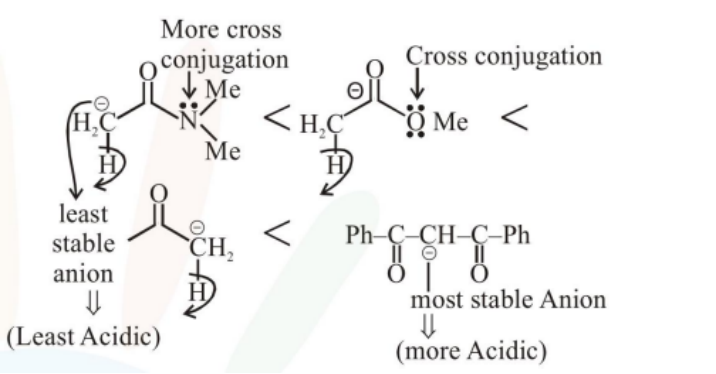 More cross
conjugation
Cross conjugation
O
Me
H₂C
⊖
N
Me
H
<
O
⊖
H₂C
O Me
H
<
least
stable
anion
⇓
(Least Acidic)
O
⊖
CH₂
H
<
Ph–C–CH–C–Ph
⊖
O O
most stable Anion
⇓
(more Acidic)